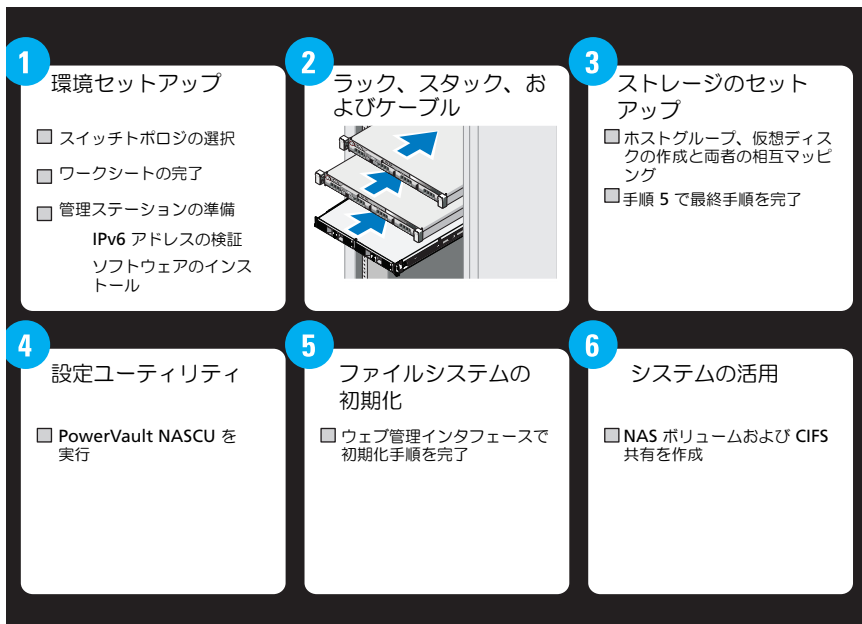 1
環境セットアップ
スイッチトポロジの選択
ワークシートの完了
管理ステーションの準備
IPv6 アドレスの検証
ソフトウェアのインス
トール
2
ラック、スタック、お
よびケーブル
3
ストレージのセット
アップ
ホストグループ、仮想ディス
クの作成と両者の相互マッピ
ング
手順 5 で最終手順を完了
4
設定ユーティリティ
PowerVault NASCU を
実行
5
ファイルシステムの
初期化
ウェブ管理インタフェースで
初期化手順を完了
6
システムの活用
NAS ボリュームおよび CIFS
共有を作成